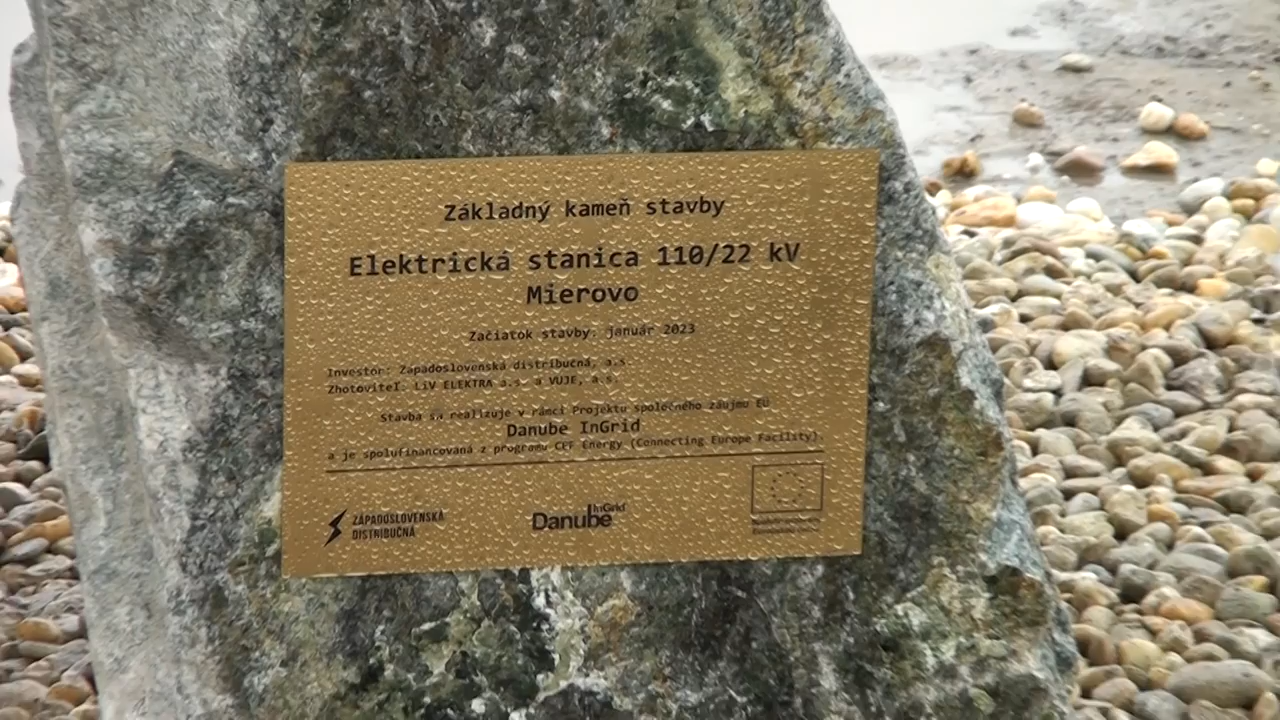 Základný kameň stavby
Elektrická stanica 110/22 kV
Mierovo
Začiatok stavby: január 2023
Investor: Západoslovenská distribučná, a.s.
Zhotoviteľ: LiV ELEKTRA a.s. a VUJE, a.s.
Stavba sa realizuje v rámci Projektu spoločného záujmu EÚ
Danube InGrid
a je spolufinancovaná z programu CEF Energy (Connecting Europe Facility).
ZÁPADOSLOVENSKÁ
DISTRIBUČNÁ
InGrid
Danube